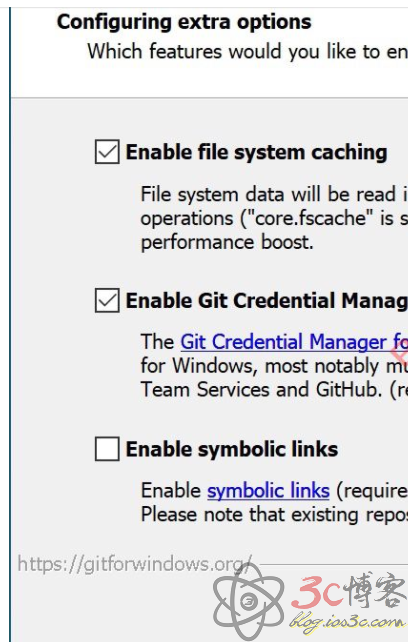 Configuring extra options
Which features would you like to en
Enable file system caching
File system data will be read i
operations ("core.fscache" is s
performance boost.
Enable Git Credential Manag
The Git Credential Manager fo
for Windows, most notably mu
Team Services and GitHub. (re
Enable symbolic links
Enable symbolic links (require
Please note that existing repos
https://gitforwindows.org/
3c博客
blog.ios3c.com